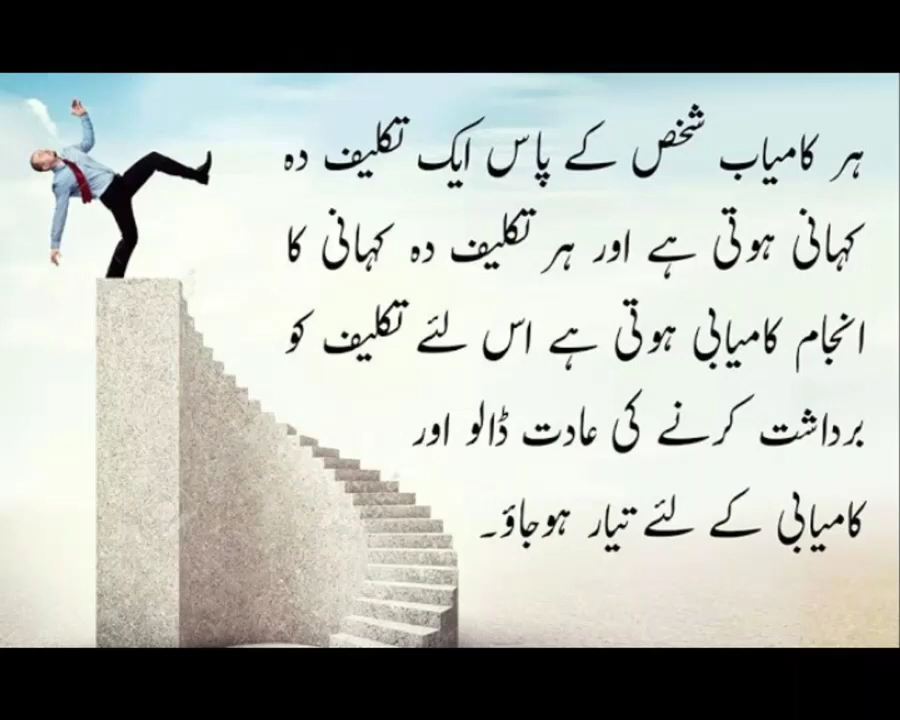 ہر کامیاب شخص کے پاس ایک تکلیف دہ
کہانی ہوتی ہے اور ہر تکلیف دہ کہانی کا
انجام کامیابی ہوتی ہے اس لئے تکلیف کو
برداشت کرنے کی عادت ڈالو اور
کامیابی کے لئے تیار ہوجاؤ۔